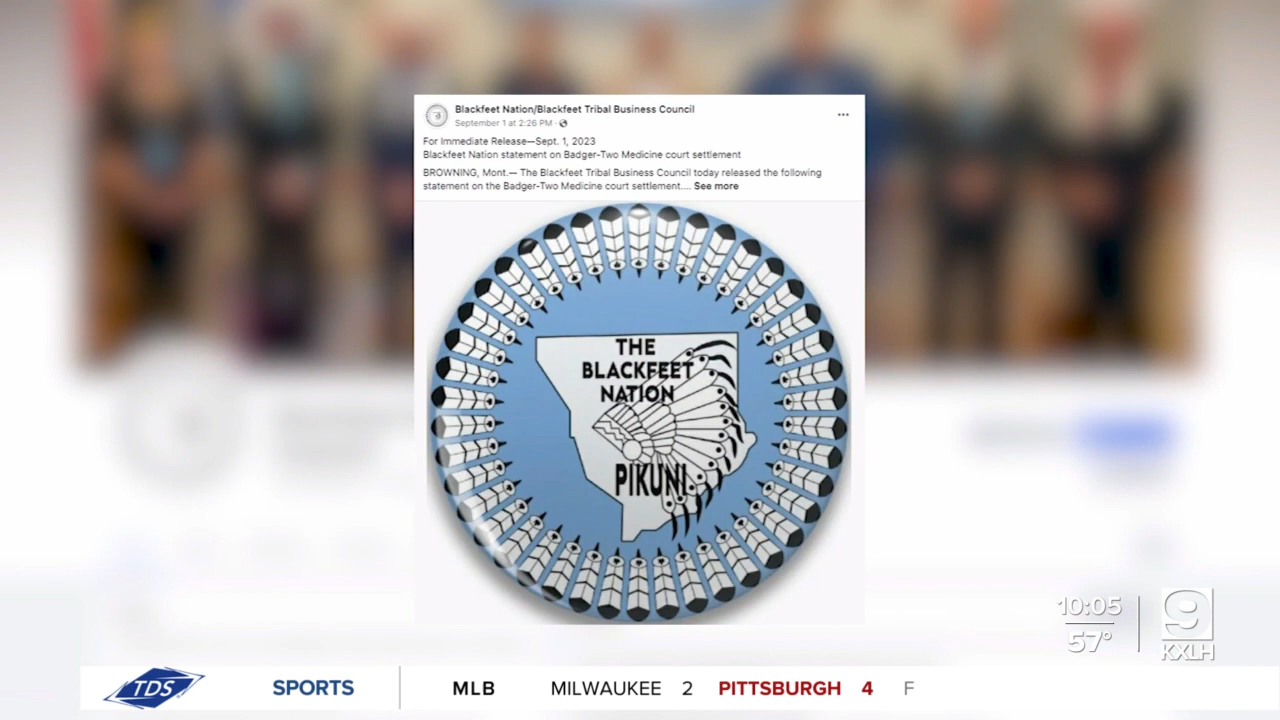 Blackfeet Nation/Blackfeet Tribal Business Council
September 1 at 2:26 PM ·
For Immediate Release—Sept. 1, 2023
Blackfeet Nation statement on Badger-Two Medicine court settlement
BROWNING, Mont.— The Blackfeet Tribal Business Council today released the following
statement on the Badger-Two Medicine court settlement.... See more
THE
BLACKFEET
NATION
PIKUNI
10:05
57°
9
KXLH
TDS SPORTS MLB MILWAUKEE 2 PITTSBURGH 4 F